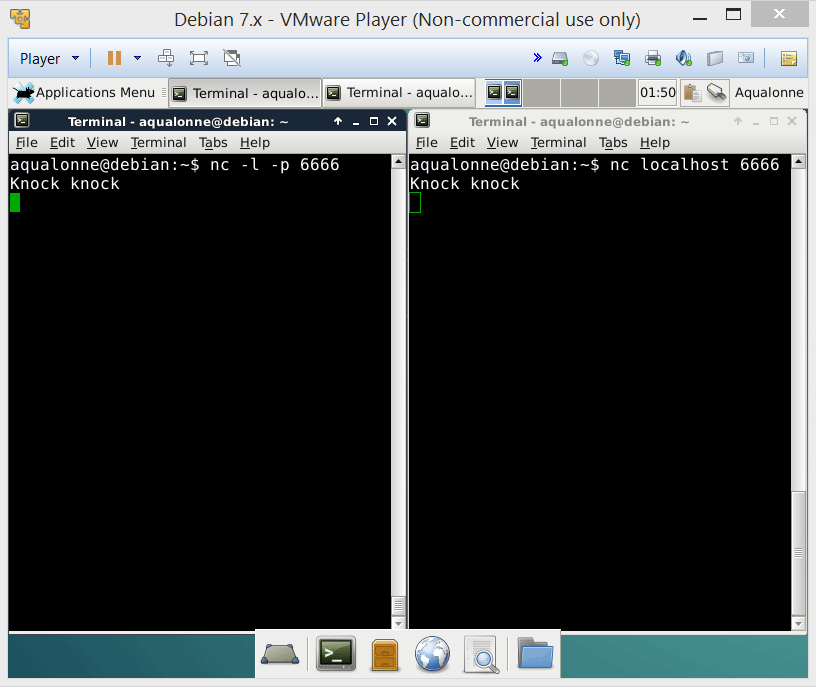 Debian 7.x - VMware Player (Non-commercial use only)
Player
Applications Menu
Terminal - aqualo...
Terminal - aqualo...
01:50
Aqualonne
Terminal - aqualonne@debian: ~
File Edit View Terminal Tabs Help
aqualonne@debian:~$ nc -l -p 6666
Knock knock
Terminal - aqualonne@debian: ~
File Edit View Terminal Tabs Help
aqualonne@debian:~$ nc localhost 6666
Knock knock